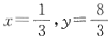 x = 1/3, y = 8/3